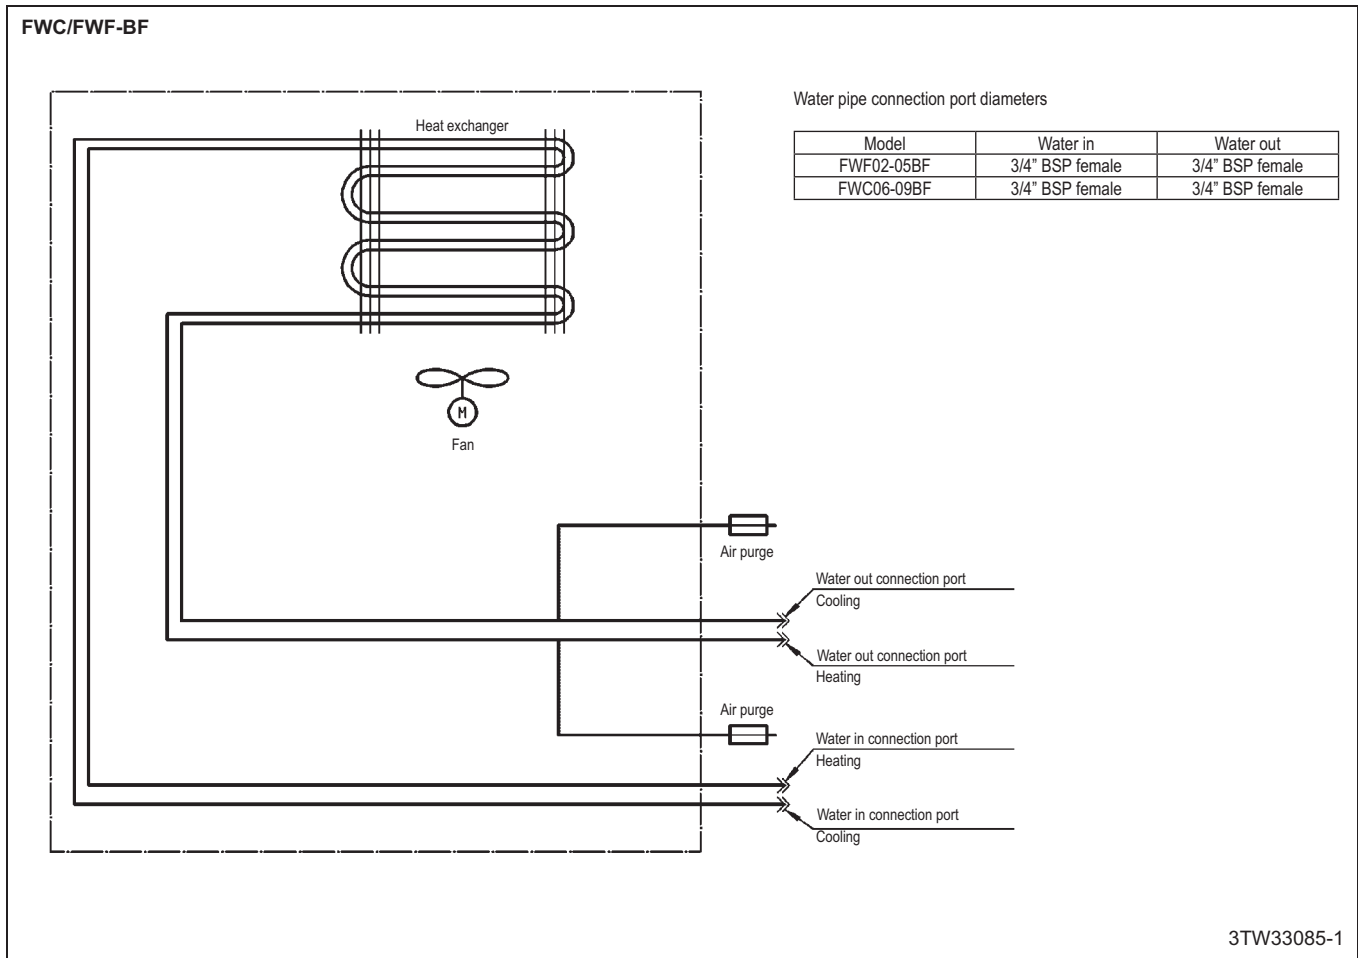 FWC/FWF-BF
Heat exchanger
M
Fan
Water pipe connection port diameters
Model Water in Water out
FWF02-05BF 3/4” BSP female 3/4” BSP female
FWC06-09BF 3/4” BSP female 3/4” BSP female
Air purge
Water out connection port
Cooling
Water out connection port
Heating
Air purge
Water in connection port
Heating
Water in connection port
Cooling
3TW33085-1